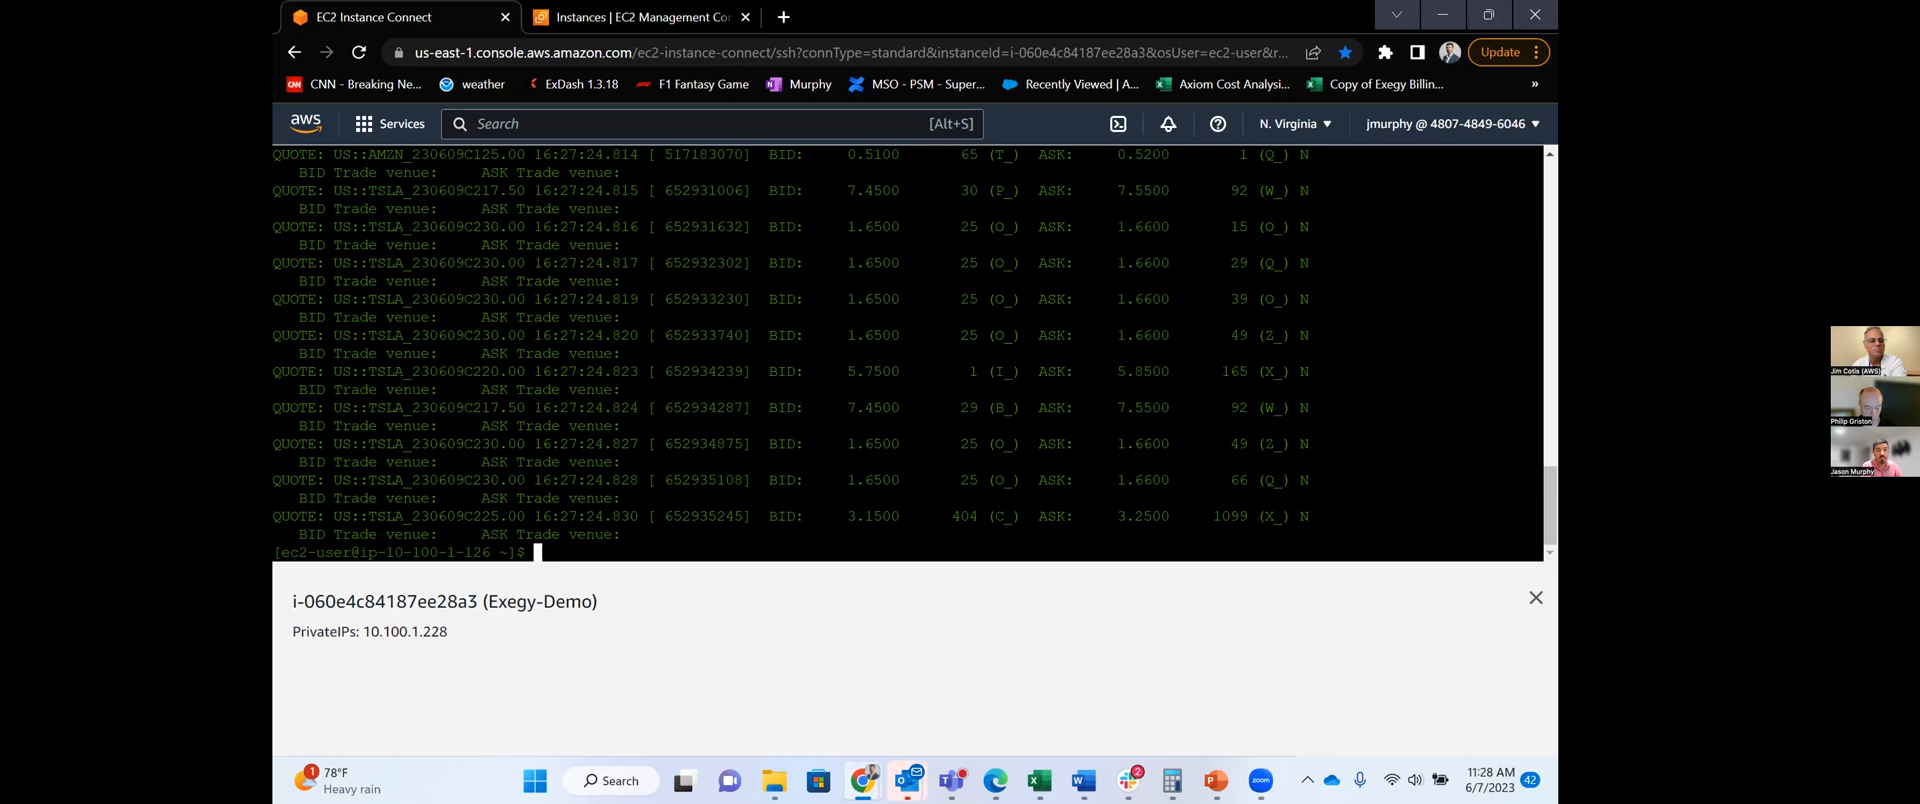 EC2 Instance Connect
Instances | EC2 Management Co
us-east-1.console.aws.amazon.com/ec2-instance-connect/ssh?connType=standard&instanceId=i-060e4c84187ee28a3&osUser=ec2-user&r...
Update
CNN - Breaking Ne...
weather
ExDash 1.3.18
F1 Fantasy Game
Murphy
MSO - PSM - Super...
Recently Viewed | A...
Axiom Cost Analysi...
Copy of Exegy Billin...
»
aws
Services
Search
[Alt+S]
N. Virginia
jmurphy @ 4807-4849-6046
QUOTE: US::AMZN_230609C125.00 16:27:24.814 [ 517183070] BID: 0.5100 65 (T_) ASK: 0.5200 1 (Q_) N
BID Trade venue: ASK Trade venue:
QUOTE: US::TSLA_230609C217.50 16:27:24.815 [ 652931006] BID: 7.4500 30 (P_) ASK: 7.5500 92 (W_) N
BID Trade venue: ASK Trade venue:
QUOTE: US::TSLA_230609C230.00 16:27:24.816 [ 652931632] BID: 1.6500 25 (O_) ASK: 1.6600 15 (O_) N
BID Trade venue: ASK Trade venue:
QUOTE: US::TSLA_230609C230.00 16:27:24.817 [ 652932302] BID: 1.6500 25 (O_) ASK: 1.6600 29 (Q_) N
BID Trade venue: ASK Trade venue:
QUOTE: US::TSLA_230609C230.00 16:27:24.819 [ 652933230] BID: 1.6500 25 (O_) ASK: 1.6600 39 (O_) N
BID Trade venue: ASK Trade venue:
QUOTE: US::TSLA_230609C230.00 16:27:24.820 [ 652933740] BID: 1.6500 25 (O_) ASK: 1.6600 49 (Z_) N
BID Trade venue: ASK Trade venue:
QUOTE: US::TSLA_230609C220.00 16:27:24.823 [ 652934239] BID: 5.7500 1 (I_) ASK: 5.8500 165 (X_) N
BID Trade venue: ASK Trade venue:
QUOTE: US::TSLA_230609C217.50 16:27:24.824 [ 652934287] BID: 7.4500 29 (B_) ASK: 7.5500 92 (W_) N
BID Trade venue: ASK Trade venue:
QUOTE: US::TSLA_230609C230.00 16:27:24.827 [ 652934875] BID: 1.6500 25 (O_) ASK: 1.6600 49 (Z_) N
BID Trade venue: ASK Trade venue:
QUOTE: US::TSLA_230609C230.00 16:27:24.828 [ 652935108] BID: 1.6500 25 (O_) ASK: 1.6600 66 (Q_) N
BID Trade venue: ASK Trade venue:
QUOTE: US::TSLA_230609C225.00 16:27:24.830 [ 652935245] BID: 3.1500 404 (C_) ASK: 3.2500 1099 (X_) N
BID Trade venue: ASK Trade venue:
[ec2-user@ip-10-100-1-126 ~]$
i-060e4c84187ee28a3 (Exegy-Demo)
PrivateIPs: 10.100.1.228
Jim Cotis (AWS)
Philip Griston
Jason Murphy
1
78°F
Heavy rain
Search
2
zoom
11:28 AM
6/7/2023
42